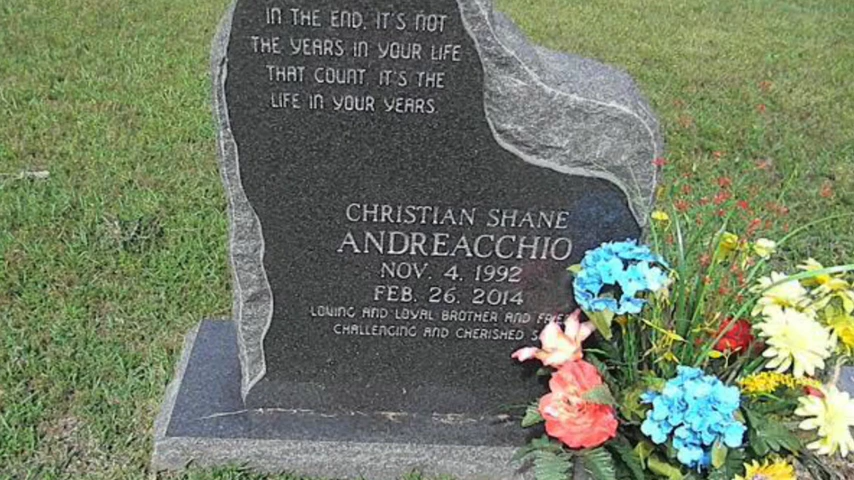 IN THE END, IT'S NOT
THE YEARS IN YOUR LIFE
THAT COUNT, IT'S THE
LIFE IN YOUR YEARS.
CHRISTIAN SHANE
ANDREACCHIO
NOV. 4, 1992
FEB. 26, 2014
LOVING AND LOYAL BROTHER AND
CHALLENGING AND CHERISHED